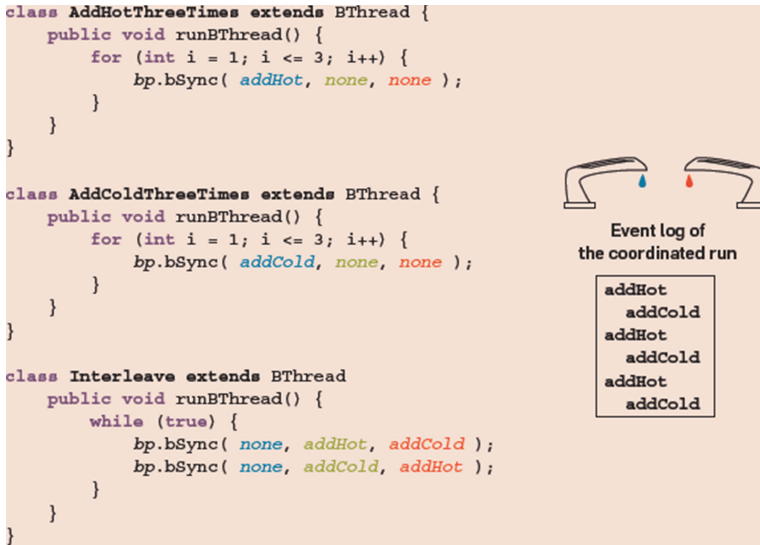 class AddHotThreeTimes extends BThread {
    public void runBThread() {
        for (int i = 1; i <= 3; i++) {
            bp.bSync( addHot, none, none );
        }
    }
}
class AddColdThreeTimes extends BThread {
    public void runBThread() {
        for (int i = 1; i <= 3; i++) {
            bp.bSync( addCold, none, none );
        }
    }
}
class Interleave extends BThread
    public void runBThread() {
        while (true) {
            bp.bSync( none, addHot, addCold );
            bp.bSync( none, addCold, addHot );
        }
    }
}
Event log of
the coordinated run
addHot
    addCold
addHot
    addCold
addHot
    addCold